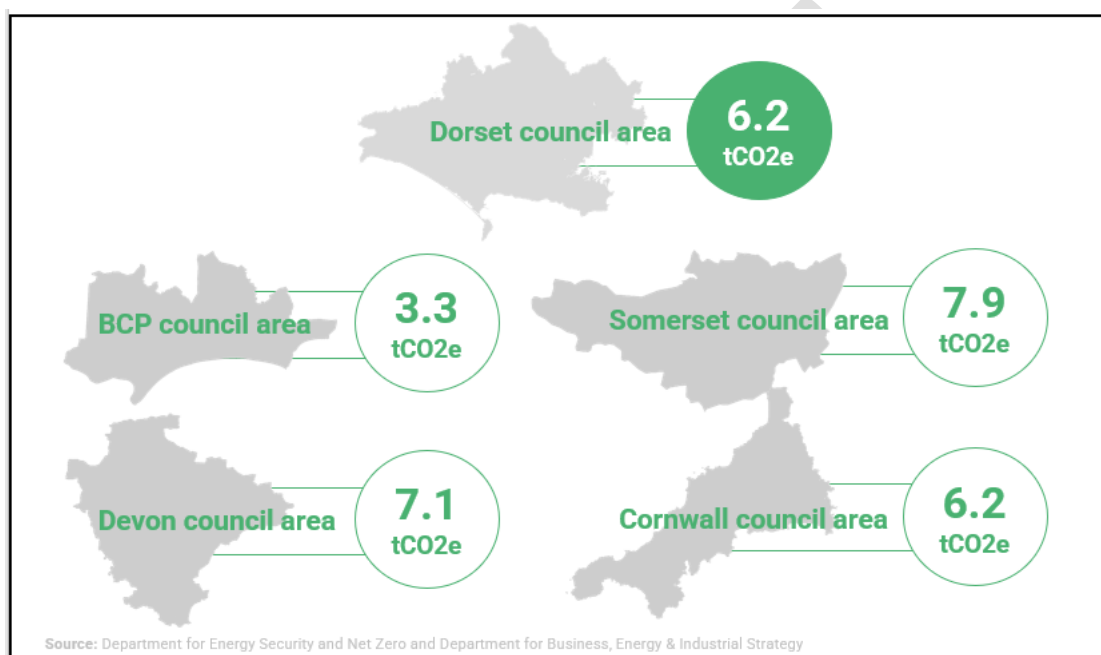 Dorset council area
6.2
tCO2e
BCP council area
3.3
tCO2e
Somerset council area
7.9
tCO2e
Devon council area
7.1
tCO2e
Cornwall council area
6.2
tCO2e
Source: Department for Energy Security and Net Zero and Department for Business, Energy & Industrial Strategy